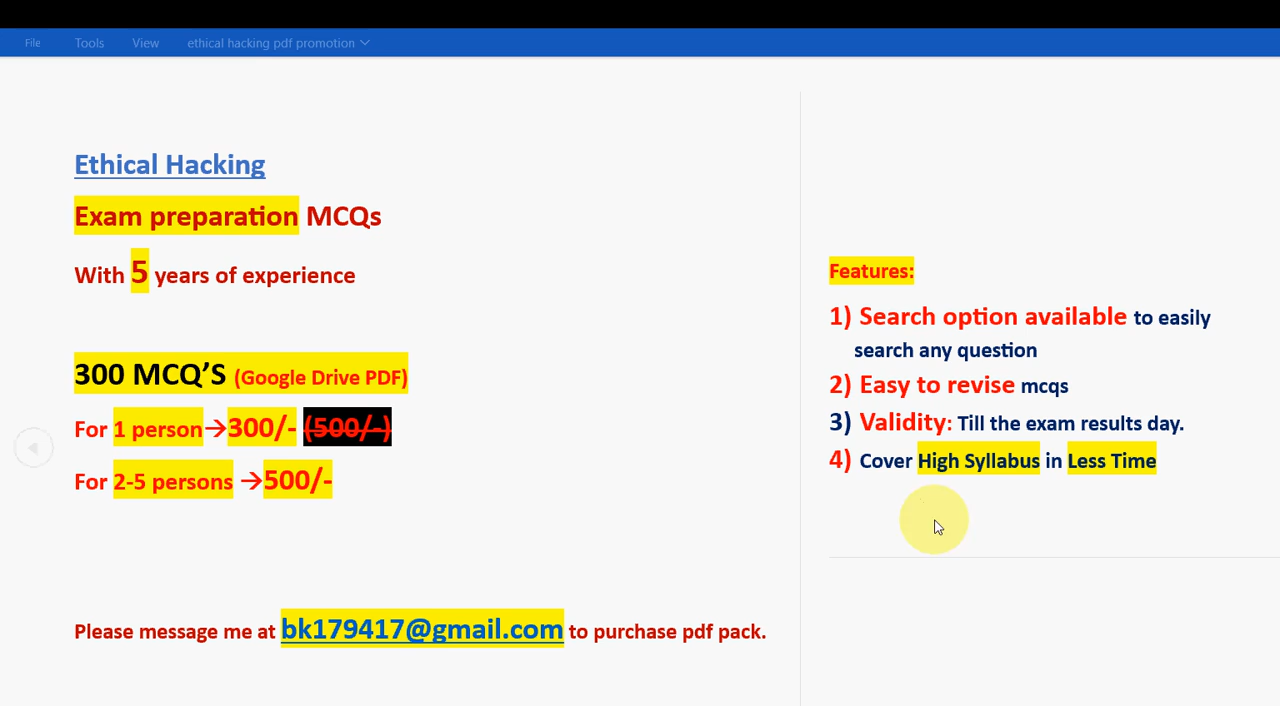 File Tools View ethical hacking pdf promotion
Ethical Hacking
Exam preparation MCQs
With 5 years of experience
300 MCQ’S (Google Drive PDF)
For 1 person→300/- (500/-)
For 2-5 persons →500/-
Please message me at bk179417@gmail.com to purchase pdf pack.
Features:
1) Search option available to easily
search any question
2) Easy to revise mcqs
3) Validity: Till the exam results day.
4) Cover High Syllabus in Less Time